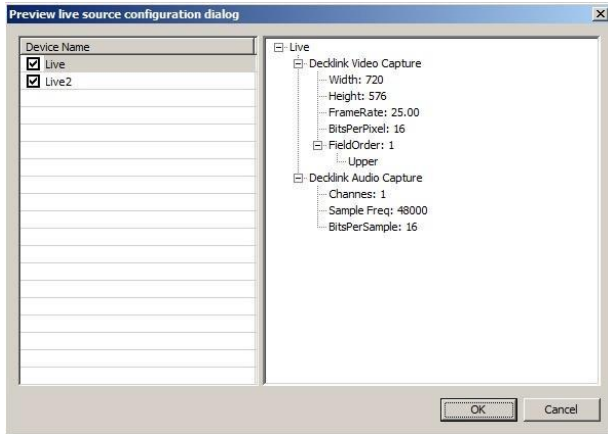 Preview live source configuration dialog
Device Name
Live
Live2
Live
Decklink Video Capture
Width: 720
Height: 576
FrameRate: 25.00
BitsPerPixel: 16
FieldOrder: 1
Upper
Decklink Audio Capture
Channes: 1
Sample Freq: 48000
BitsPerSample: 16
OK
Cancel